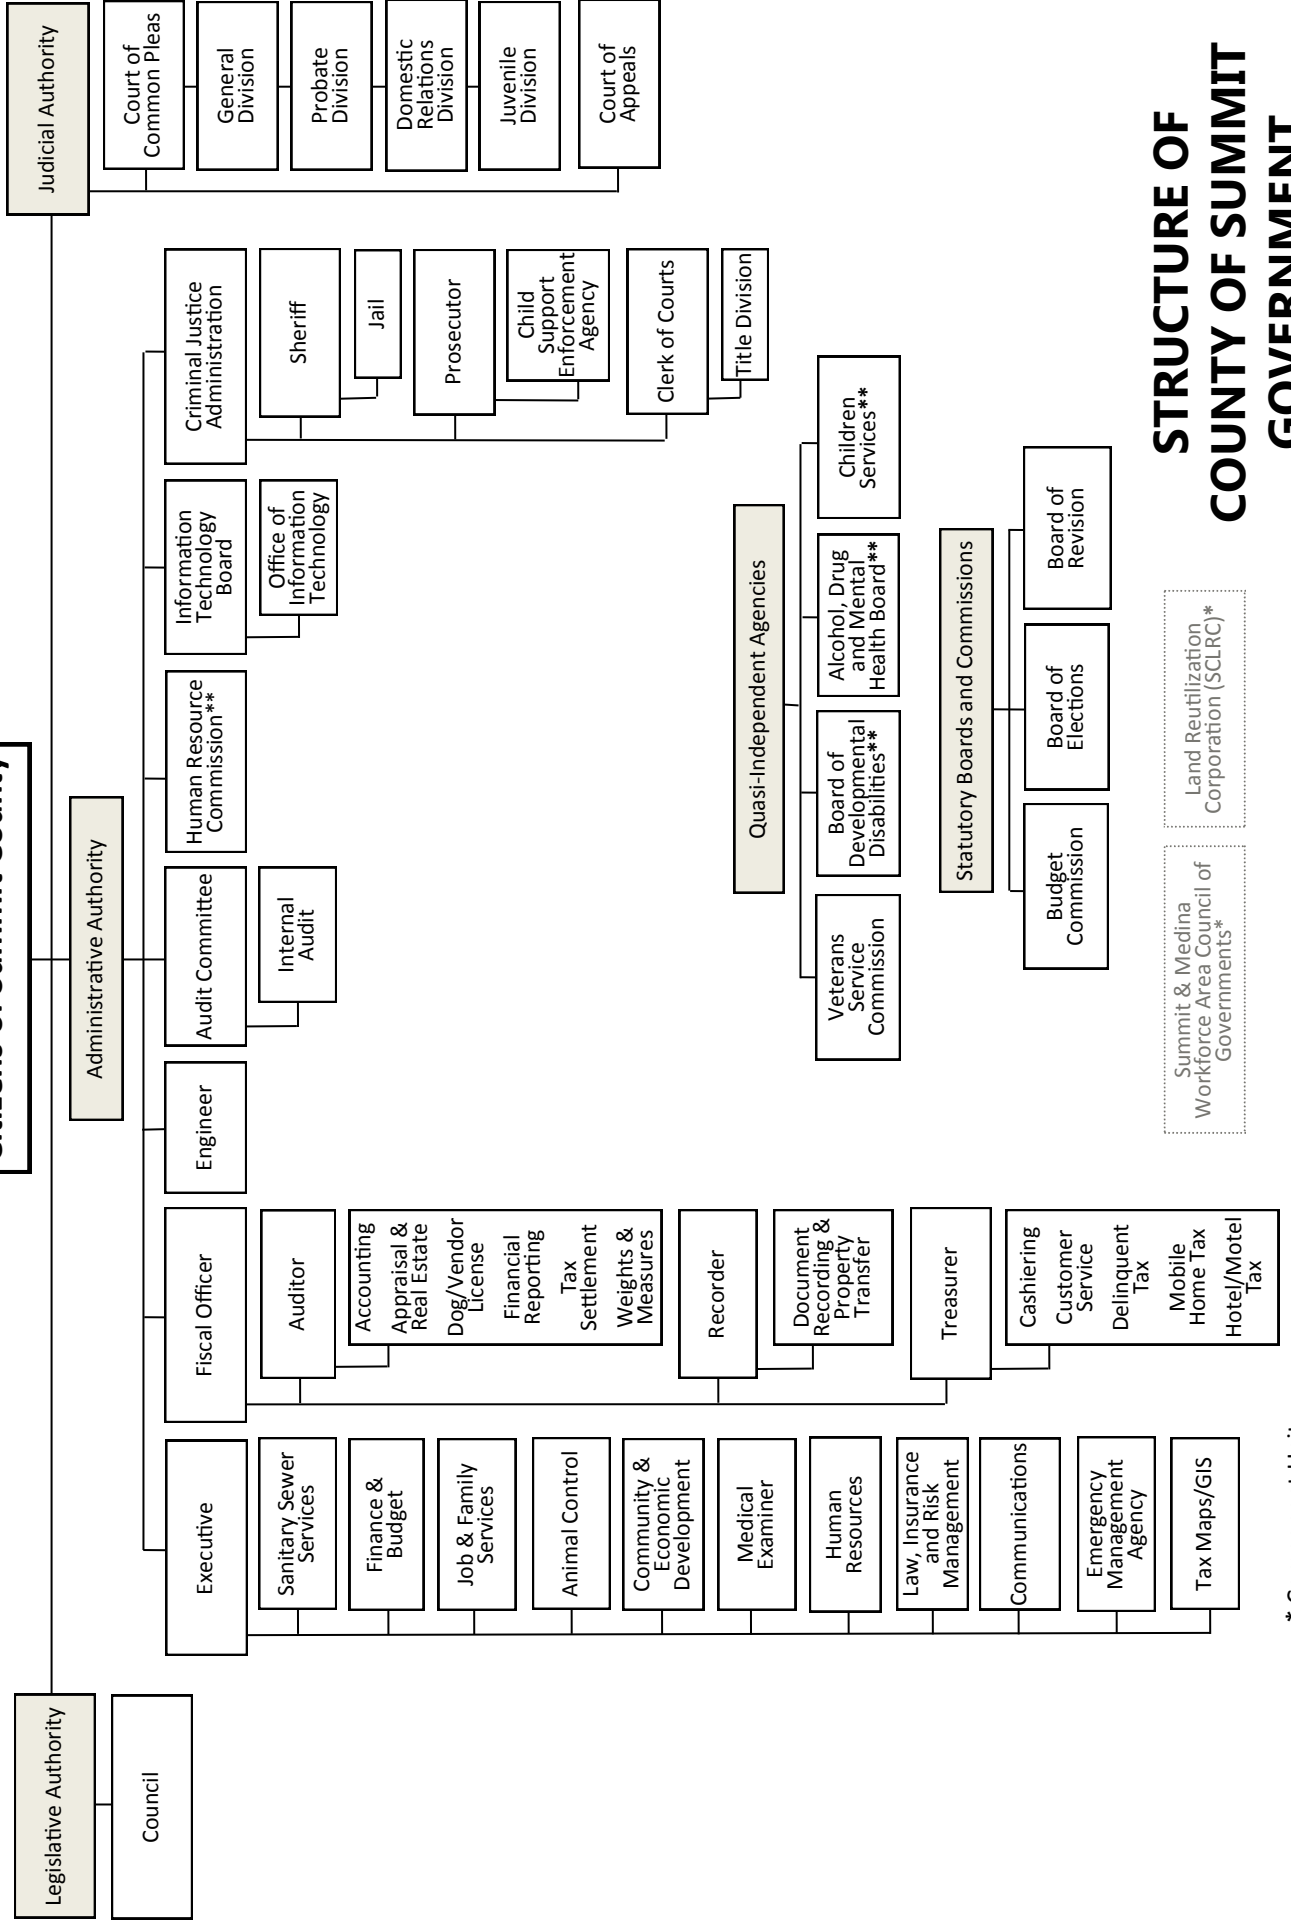 Legislative Authority
Council
Administrative Authority
Judicial Authority
Executive
Sanitary Sewer
Services
Finance &
Budget
Job & Family
Services
Animal Control
Community &
Economic
Development
Medical
Examiner
Human
Resources
Law, Insurance
and Risk
Management
Communications
Emergency
Management
Agency
Tax Maps/GIS
Fiscal Officer
Auditor
Accounting
Appraisal &
Real Estate
Dog/Vendor
License
Financial
Reporting
Tax
Settlement
Weights &
Measures
Recorder
Document
Recording &
Property
Transfer
Treasurer
Cashiering
Customer
Service
Delinquent
Tax
Mobile
Home Tax
Hotel/Motel
Tax
Engineer
Audit Committee
Internal
Audit
Human Resource
Commission**
Information
Technology
Board
Office of
Information
Technology
Criminal Justice
Administration
Sheriff
Jail
Prosecutor
Child
Support
Enforcement
Agency
Clerk of Courts
Title Division
Court of
Common Pleas
General
Division
Probate
Division
Domestic
Relations
Division
Juvenile
Division
Court of
Appeals
Quasi-Independent Agencies
Veterans
Service
Commission
Board of
Developmental
Disabilities**
Alcohol, Drug
and Mental
Health Board**
Children
Services**
Statutory Boards and Commissions
Budget
Commission
Board of
Elections
Board of
Revision
Summit & Medina
Workforce Area Council of
Governments*
Land Reutilization
Corporation (SCLRC)*
STRUCTURE OF
COUNTY OF SUMMIT
GOVERNMENT